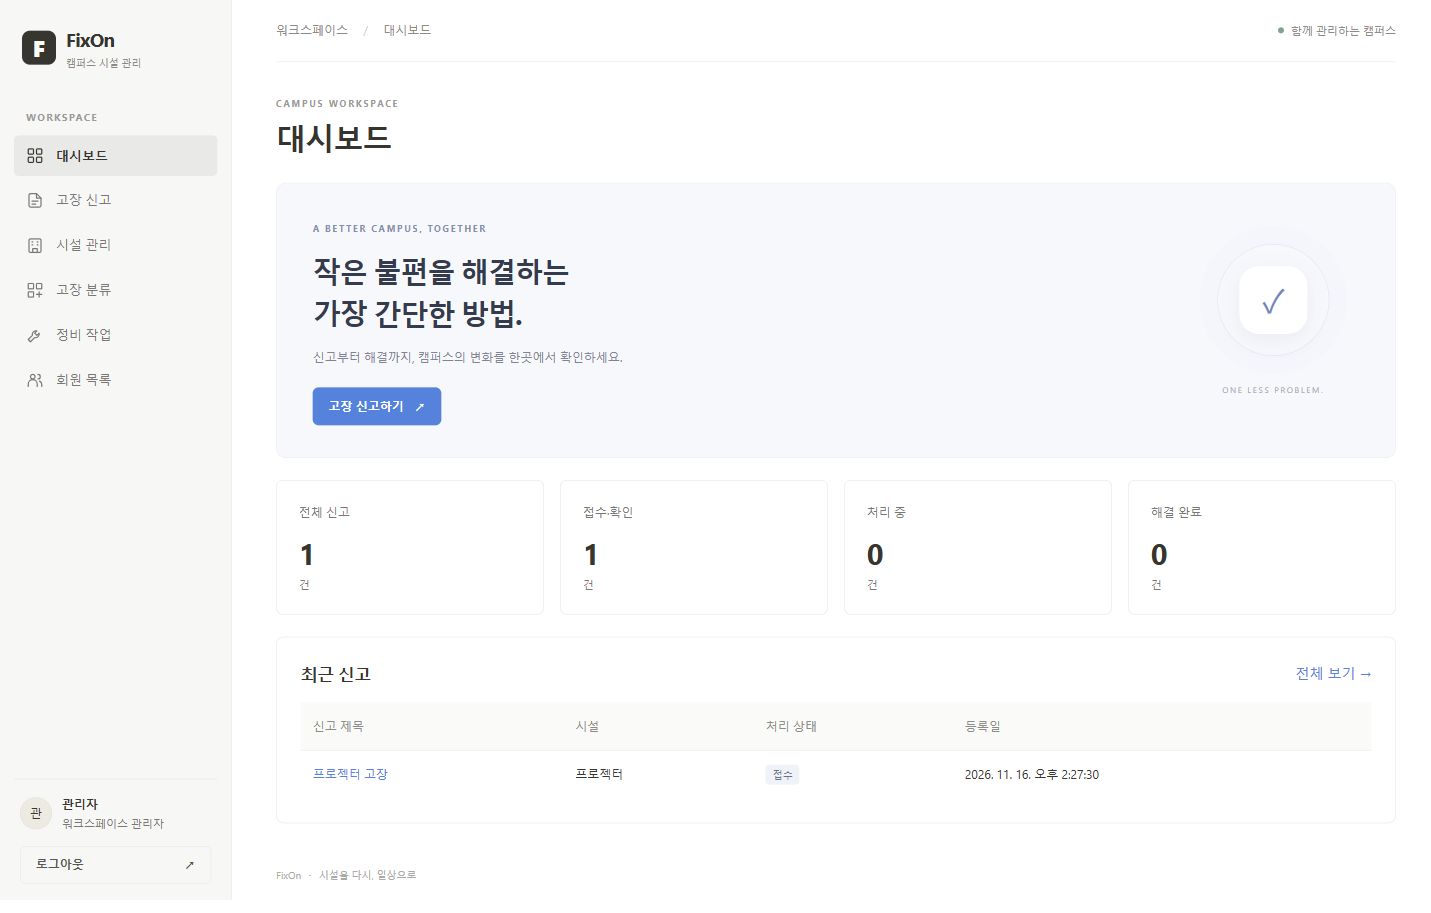 F
FixOn
캠퍼스 시설 관리
WORKSPACE
대시보드
고장 신고
시설 관리
고장 분류
정비 작업
회원 목록
관
관리자
워크스페이스 관리자
로그아웃 ↗
워크스페이스 / 대시보드
함께 관리하는 캠퍼스
CAMPUS WORKSPACE
대시보드
A BETTER CAMPUS, TOGETHER
작은 불편을 해결하는
가장 간단한 방법.
신고부터 해결까지, 캠퍼스의 변화를 한곳에서 확인하세요.
고장 신고하기 ↗
✓
ONE LESS PROBLEM.
전체 신고
1
건
접수·확인
1
건
처리 중
0
건
해결 완료
0
건
최근 신고
전체 보기 →
신고 제목 시설 처리 상태 등록일
프로젝터 고장 프로젝터 접수 2026. 11. 16. 오후 2:27:30
FixOn · 시설을 다시, 일상으로